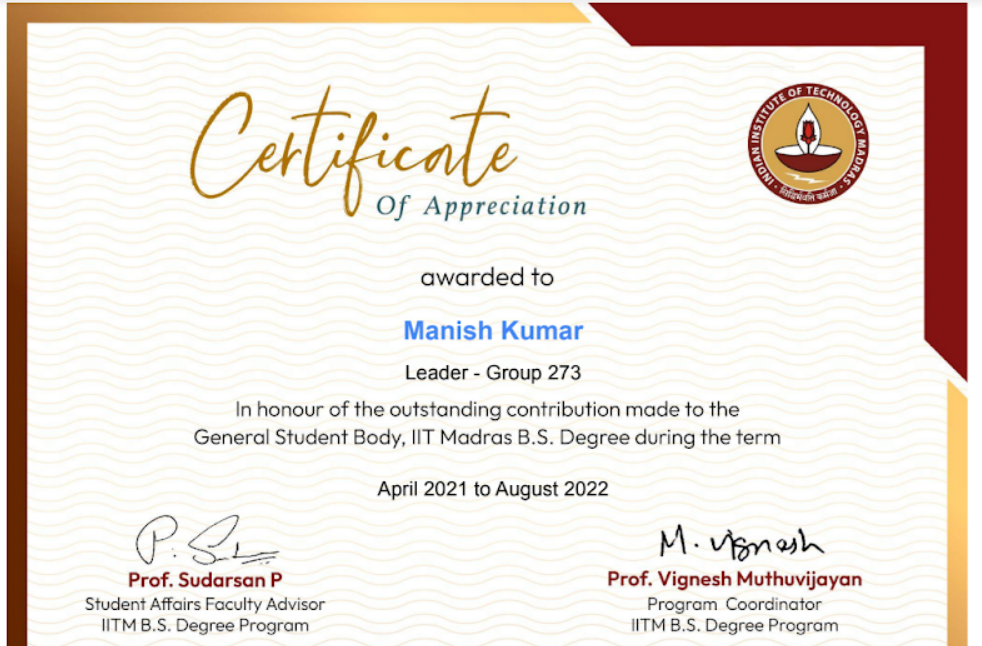 Certificate
Of Appreciation
INDIAN INSTITUTE OF TECHNOLOGY MADRAS
सिद्धिर्भवति कर्मजा
awarded to
Manish Kumar
Leader - Group 273
In honour of the outstanding contribution made to the
General Student Body, IIT Madras B.S. Degree during the term
April 2021 to August 2022
P. S
M. Vignesh
Prof. Sudarsan P
Prof. Vignesh Muthuvijayan
Student Affairs Faculty Advisor
Program Coordinator
IITM B.S. Degree Program
IITM B.S. Degree Program